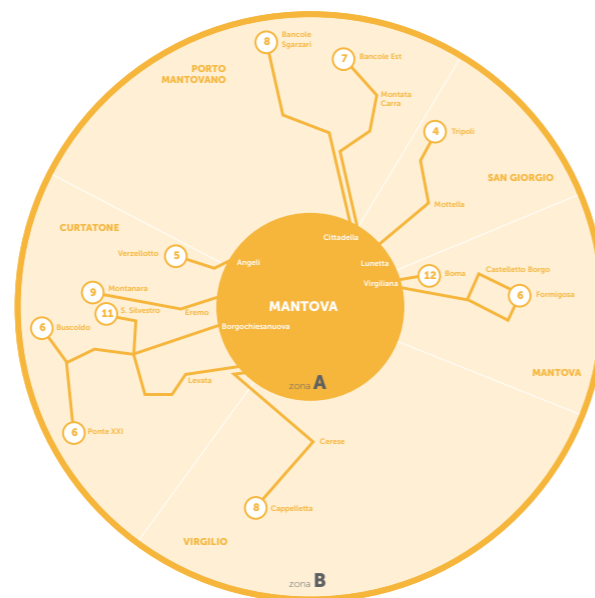 8
Bancole
Sgarzari
7
Bancole Est
PORTO
MANTOVANO
Montata
Carra
4
Tripoli
SAN GIORGIO
Mottella
CURTATONE
Cittadella
Verzellotto
5
Angeli
Lunetta
12
Boma
Castelletto Borgo
Virgiliana
9
Montanara
6
Formigosa
11
S. Silvestro
Eremo
MANTOVA
6
Buscoldo
Borgochiesanuova
MANTOVA
Levata
zona A
6
Ponte XXI
Cerese
8
Cappelletta
VIRGILIO
zona B